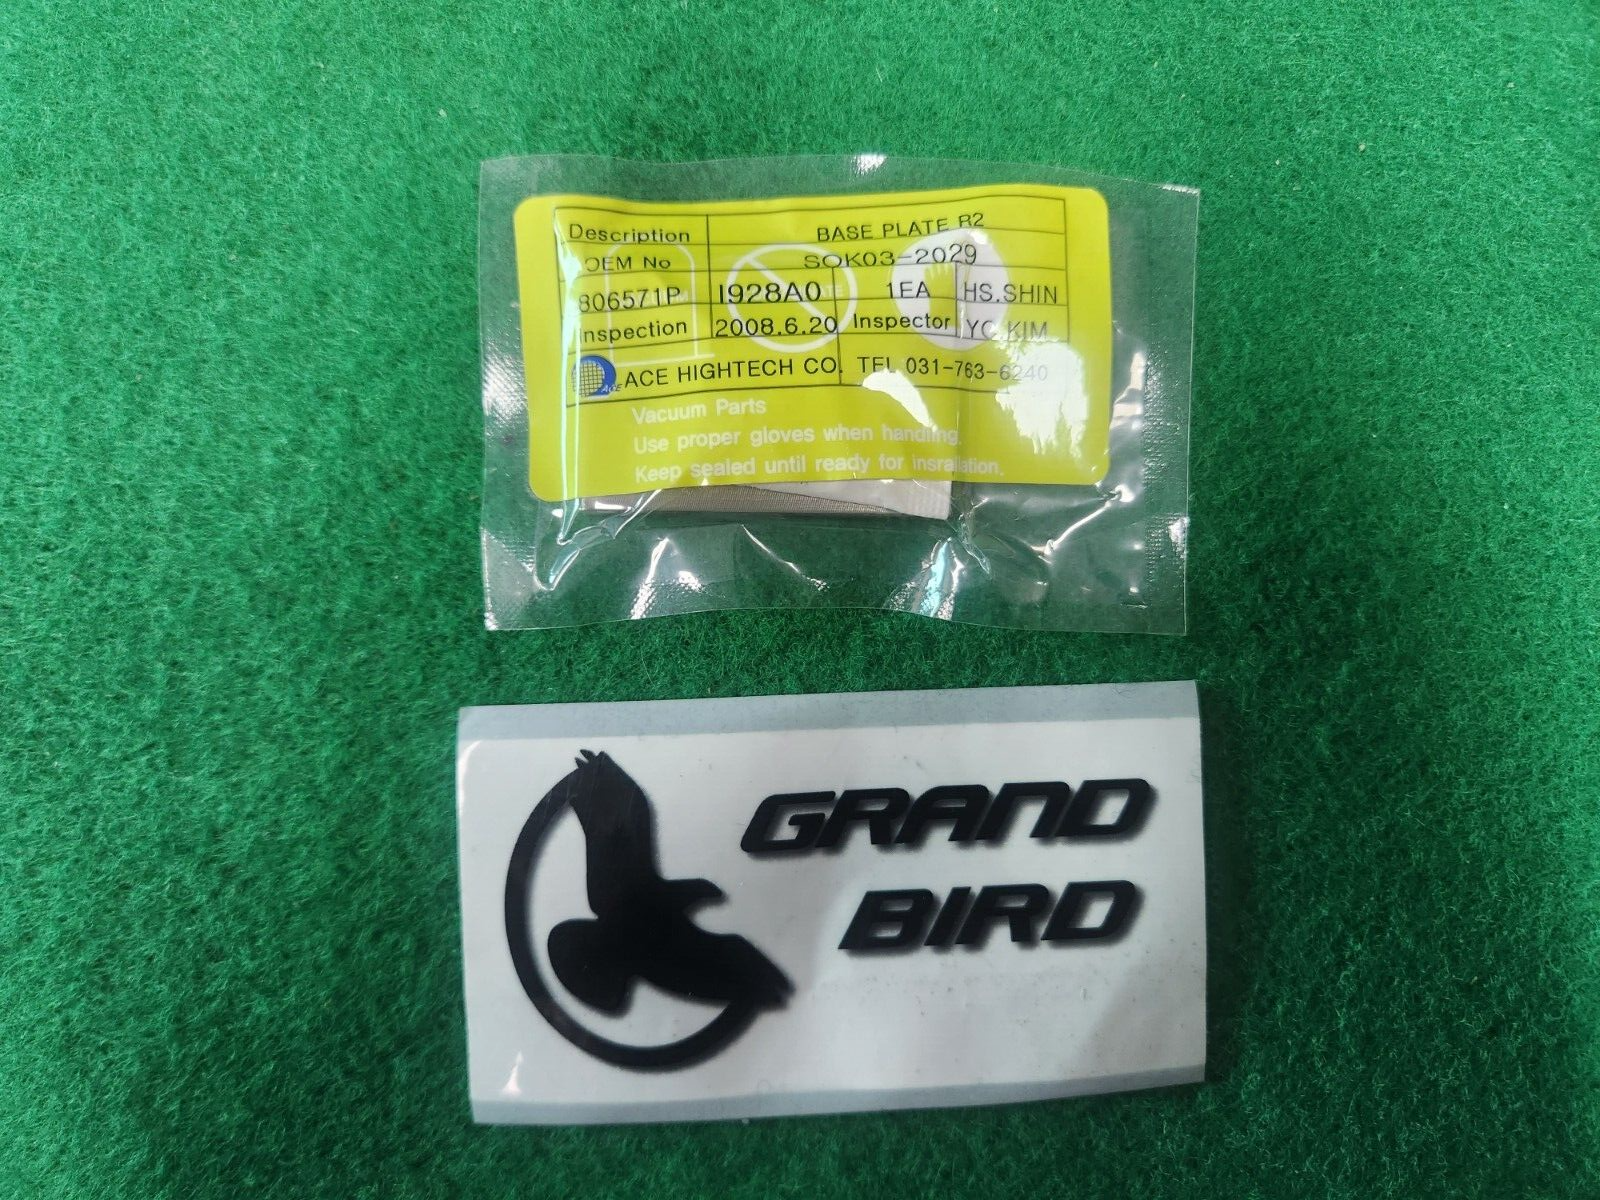 Description BASE PLATE R2
OEM No SOK03-2029
806571P I928A0 1EA HS.SHIN
Inspection 2008.6.20 Inspector YC.KIM
ACE ACE HIGHTECH CO. TEL 031-763-6240
Vacuum Parts
Use proper gloves when handling.
Keep sealed until ready for insrallation.
GRAND
BIRD